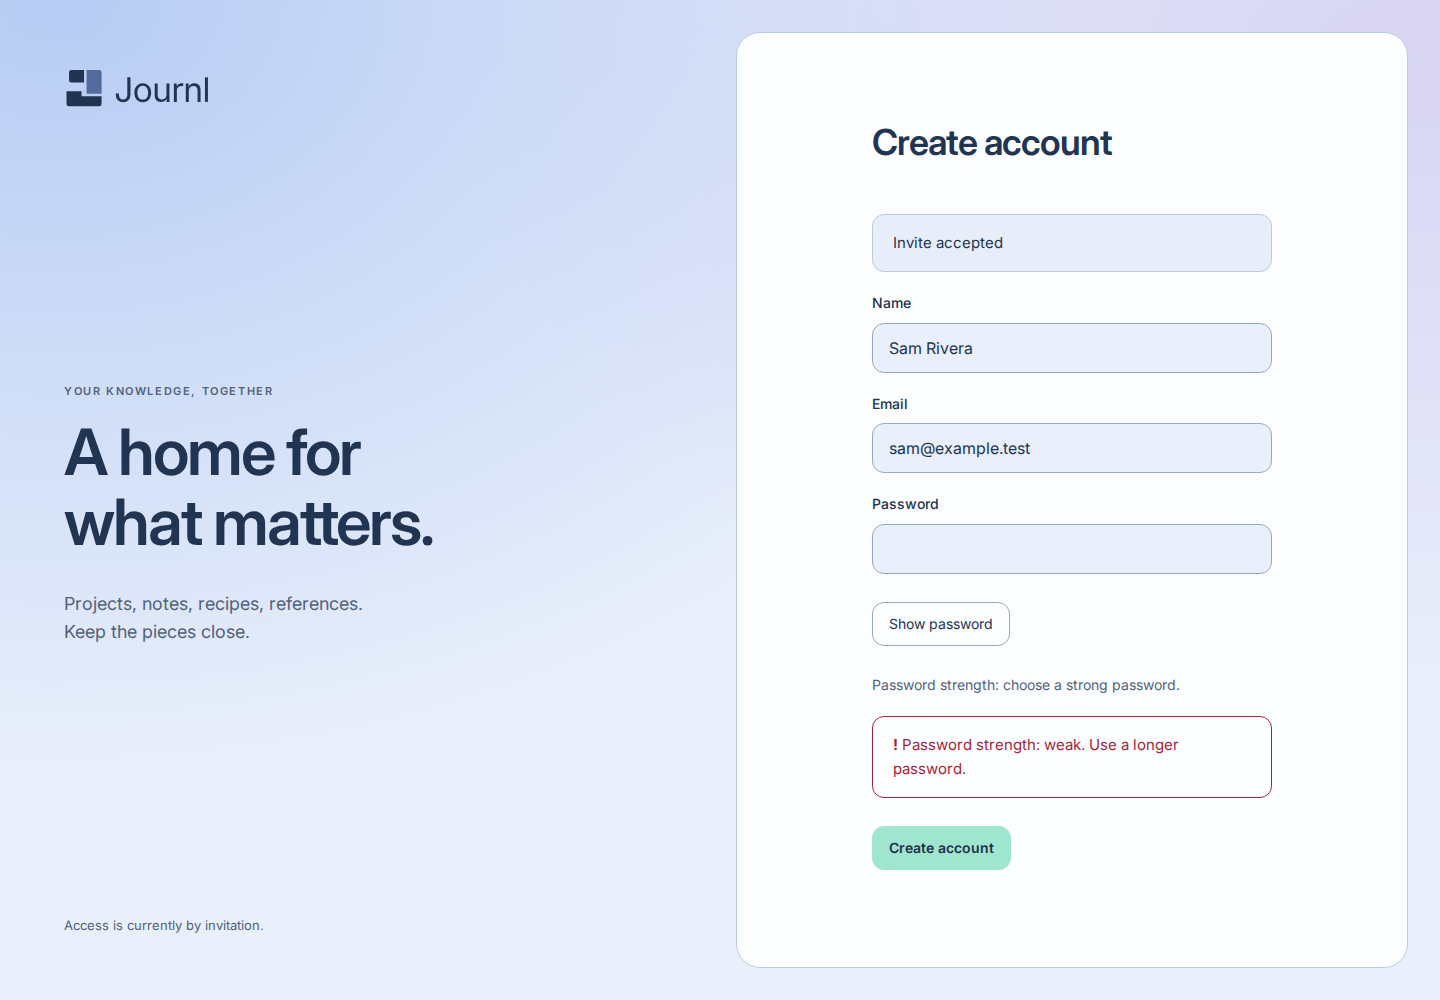 Journl
YOUR KNOWLEDGE, TOGETHER
A home for
what matters.
Projects, notes, recipes, references.
Keep the pieces close.
Access is currently by invitation.
Create account
Invite accepted
Name
Sam Rivera
Email
sam@example.test
Password
Show password
Password strength: choose a strong password.
! Password strength: weak. Use a longer
password.
Create account